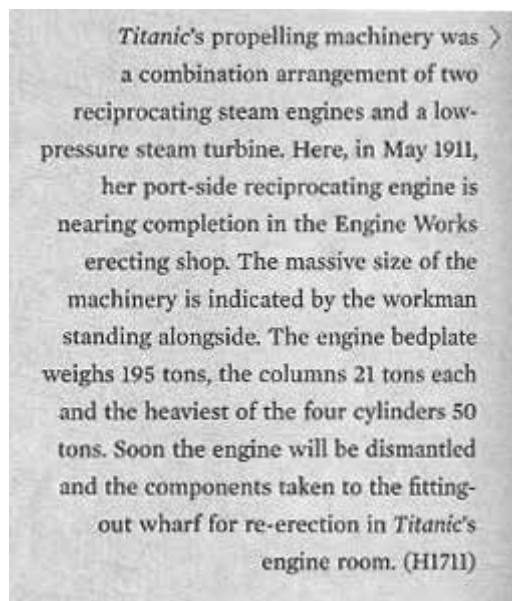 Titanic's propelling machinery was >
a combination arrangement of two
reciprocating steam engines and a low-
pressure steam turbine. Here, in May 1911,
her port-side reciprocating engine is
nearing completion in the Engine Works
erecting shop. The massive size of the
machinery is indicated by the workman
standing alongside. The engine bedplate
weighs 195 tons, the columns 21 tons each
and the heaviest of the four cylinders 50
tons. Soon the engine will be dismantled
and the components taken to the fitting-
out wharf for re-erection in Titanic's
engine room. (H1711)